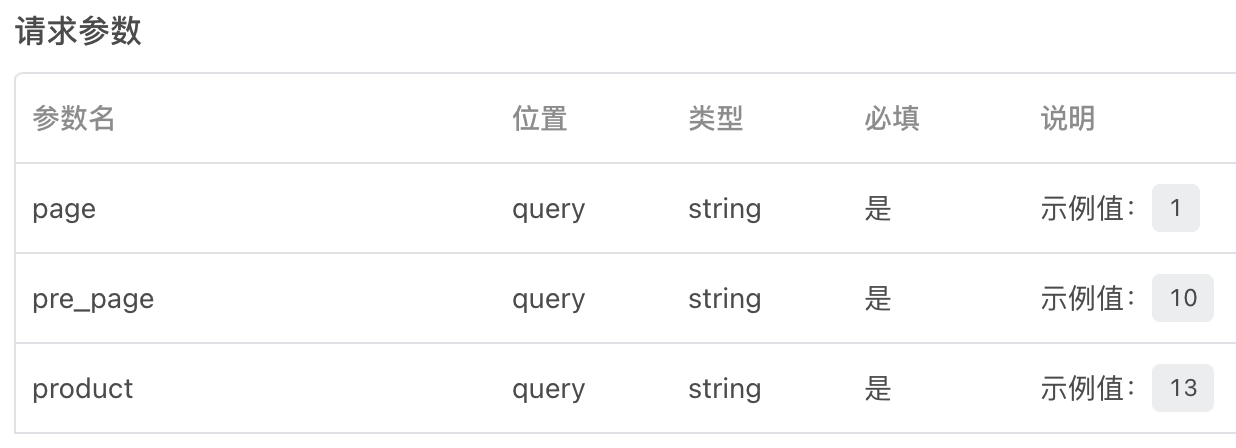 请求参数
参数名 位置 类型 必填 说明
page query string 是 示例值： 1
pre_page query string 是 示例值： 10
product query string 是 示例值： 13